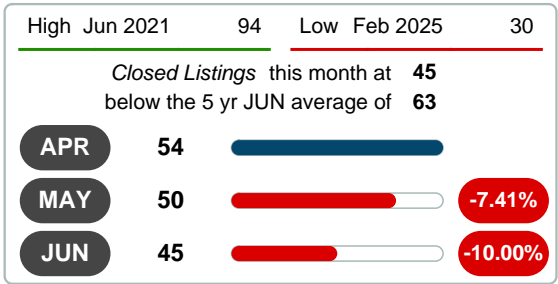 High Jun 2021 94 Low Feb 2025 30
Closed Listings this month at 45
below the 5 yr JUN average of 63
APR 54
MAY 50 -7.41%
JUN 45 -10.00%